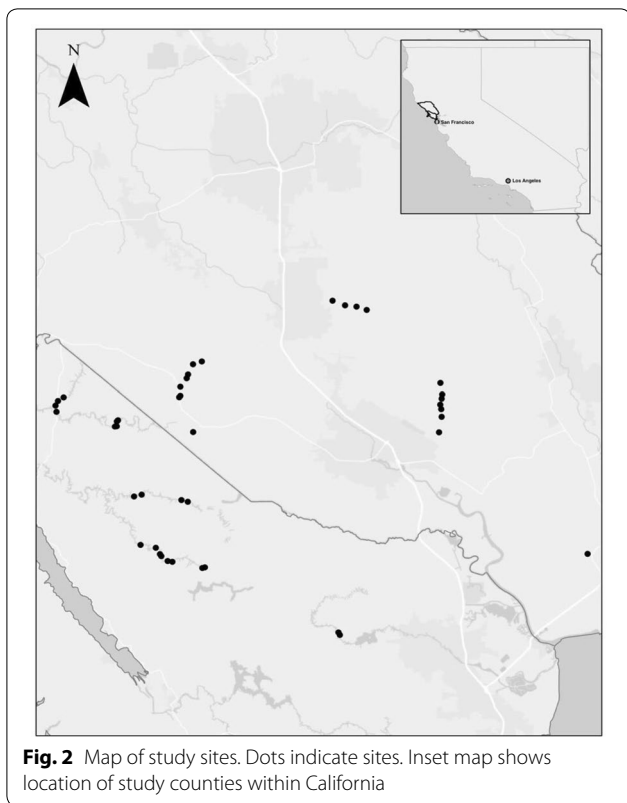 N
San Francisco
Los Angeles
Fig. 2 Map of study sites. Dots indicate sites. Inset map shows
location of study counties within California